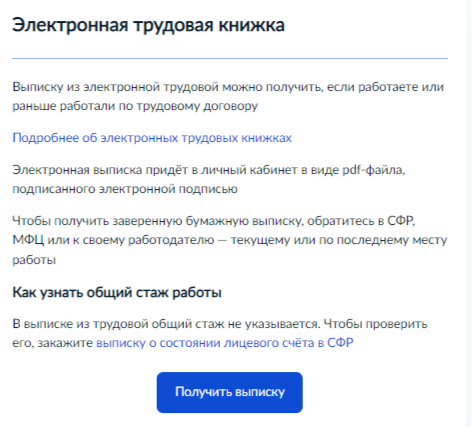 Электронная трудовая книжка
Выписку из электронной трудовой можно получить, если работаете или
раньше работали по трудовому договору
Подробнее об электронных трудовых книжках
Электронная выписка придёт в личный кабинет в виде pdf-файла,
подписанного электронной подписью
Чтобы получить заверенную бумажную выписку, обратитесь в СФР,
МФЦ или к своему работодателю — текущему или по последнему месту
работы
Как узнать общий стаж работы
В выписке из трудовой общий стаж не указывается. Чтобы проверить
его, закажите выписку о состоянии лицевого счёта в СФР
Получить выписку